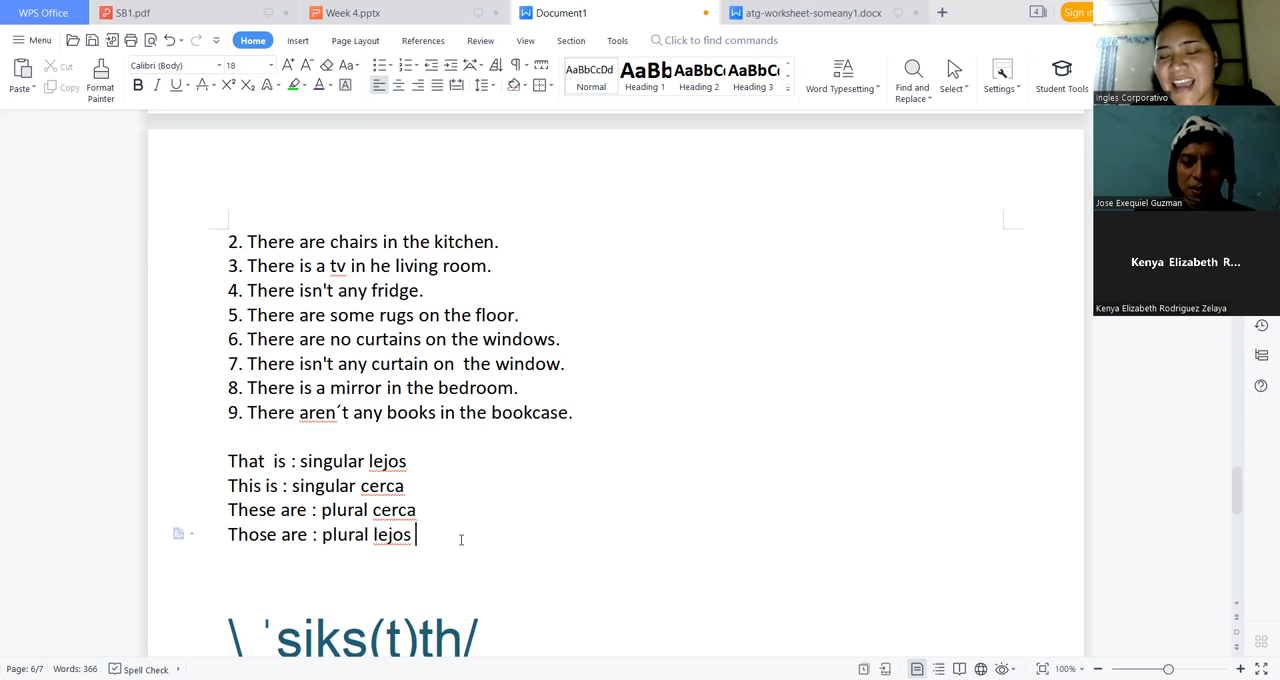 WPS Office
SB1.pdf
Week 4.pptx
Document1
atg-worksheet-someany1.docx
4
Sign in
Menu
Home
Insert
Page Layout
References
Review
View
Section
Tools
Click to find commands
Paste
Cut
Copy
Format Painter
Calibri (Body)
18
AaBbCcDd
Normal
AaBb
Heading 1
AaBbC
Heading 2
AaBbC
Heading 3
Word Typesetting
Find and Replace
Select
Settings
Student Tools
Ingles Corporativo
Jose Exequiel Guzman
Kenya Elizabeth R...
Kenya Elizabeth Rodriguez Zelaya
2. There are chairs in the kitchen.
3. There is a tv in he living room.
4. There isn't any fridge.
5. There are some rugs on the floor.
6. There are no curtains on the windows.
7. There isn't any curtain on  the window.
8. There is a mirror in the bedroom.
9. There aren´t any books in the bookcase.
That  is : singular lejos
This is : singular cerca
These are : plural cerca
Those are : plural lejos
\ ˈsiks(t)th/
Page: 6/7
Words: 366
Spell Check
100%